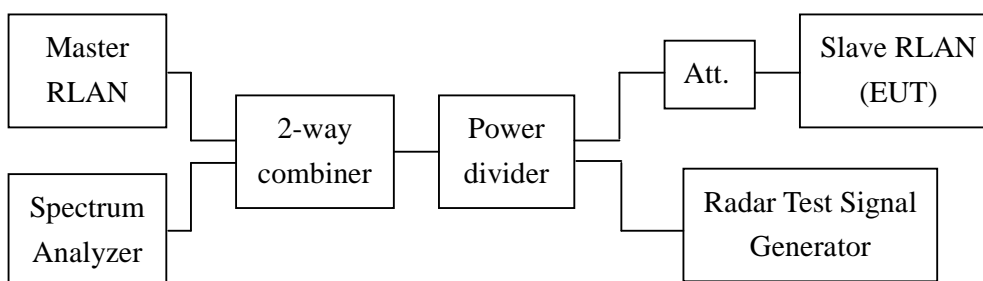 Master
RLAN
Spectrum
Analyzer
2-way
combiner
Power
divider
Att.
Slave RLAN
(EUT)
Radar Test Signal
Generator